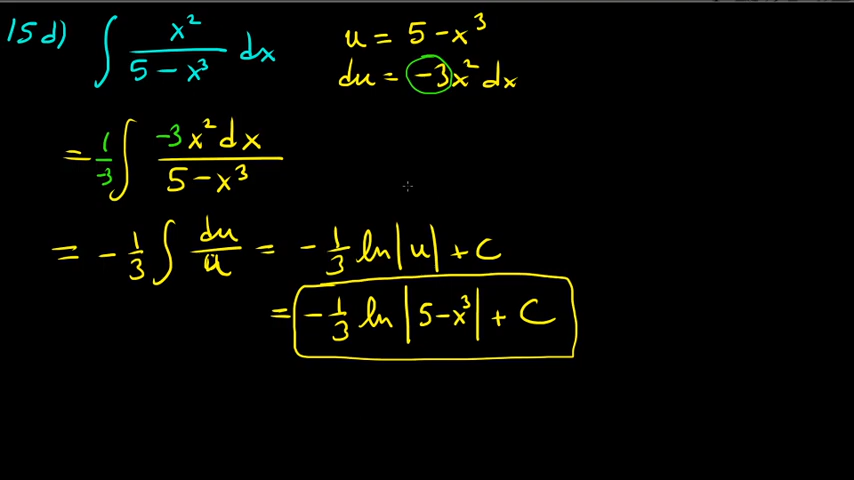 15d) ∫ x²/(5 − x³) dx
u = 5 − x³
du = −3x² dx
= 1/−3 ∫ −3x² dx/(5 − x³)
= −1/3 ∫ du/u = −1/3 ln|u| + C
= −1/3 ln|5−x³| + C